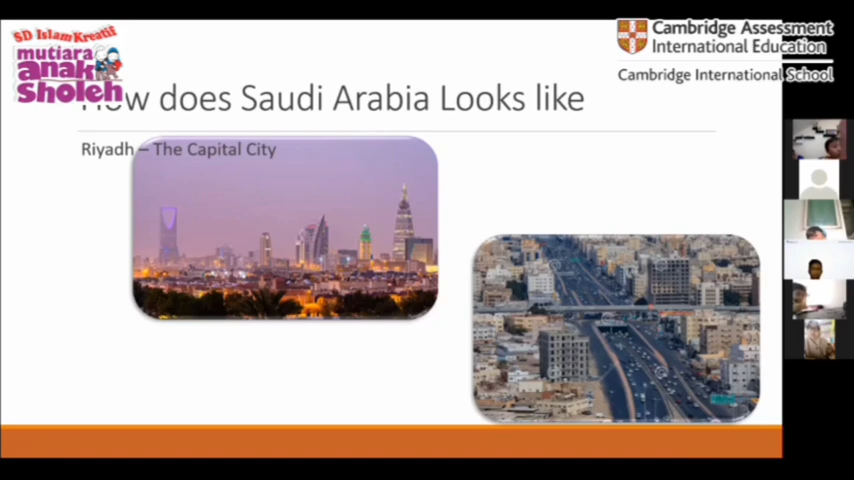 SD Islam Kreatif
mutiara
anak
Sholeh
Cambridge Assessment
International Education
Cambridge International School
How does Saudi Arabia Looks like
Riyadh – The Capital City